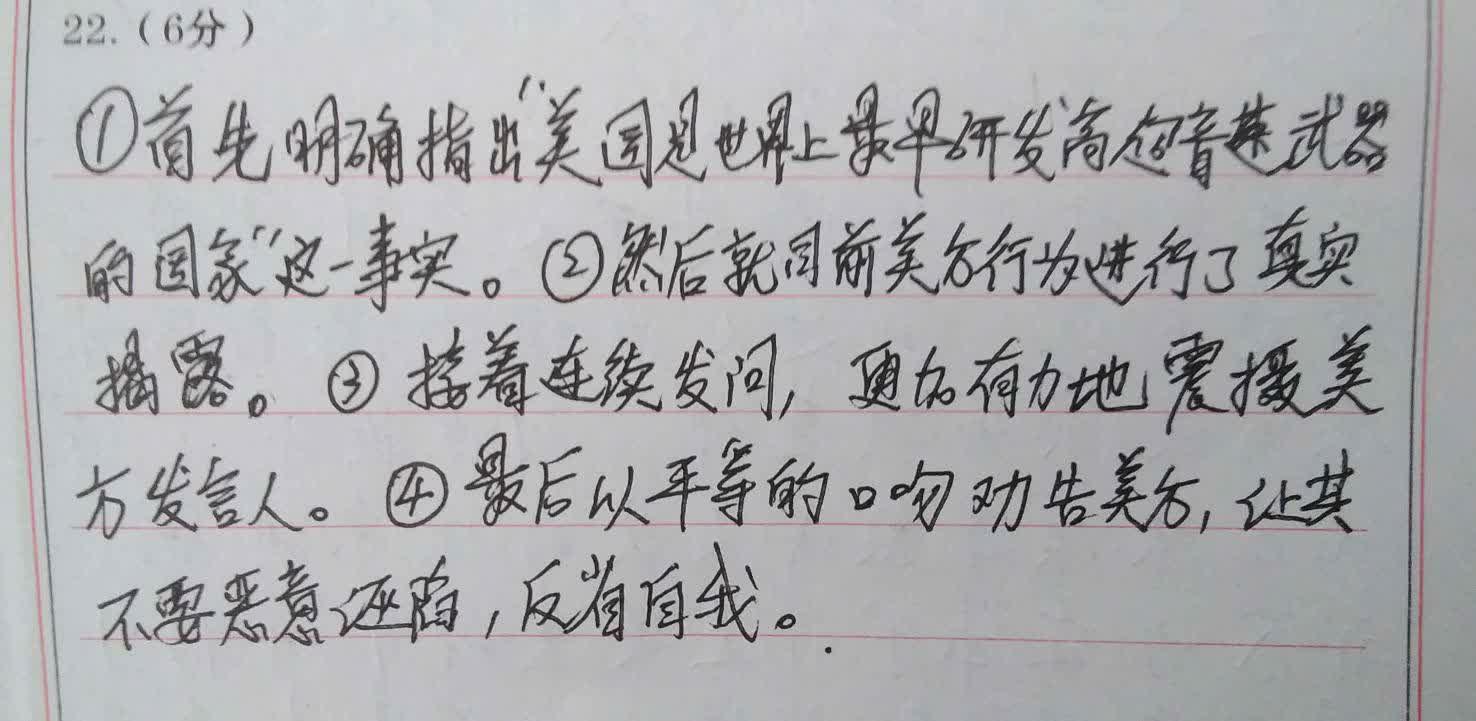 22.(6分)
①首先明确指出“美国是世界上最早研发高超音速武器
的国家”这一事实。②然后就目前美方行为进行了真实
揭露。③接着连续发问,更加有力地震摄美
方发言人。④最后以平等的口吻劝告美方,让其
不要恶意诬陷,反省自我。